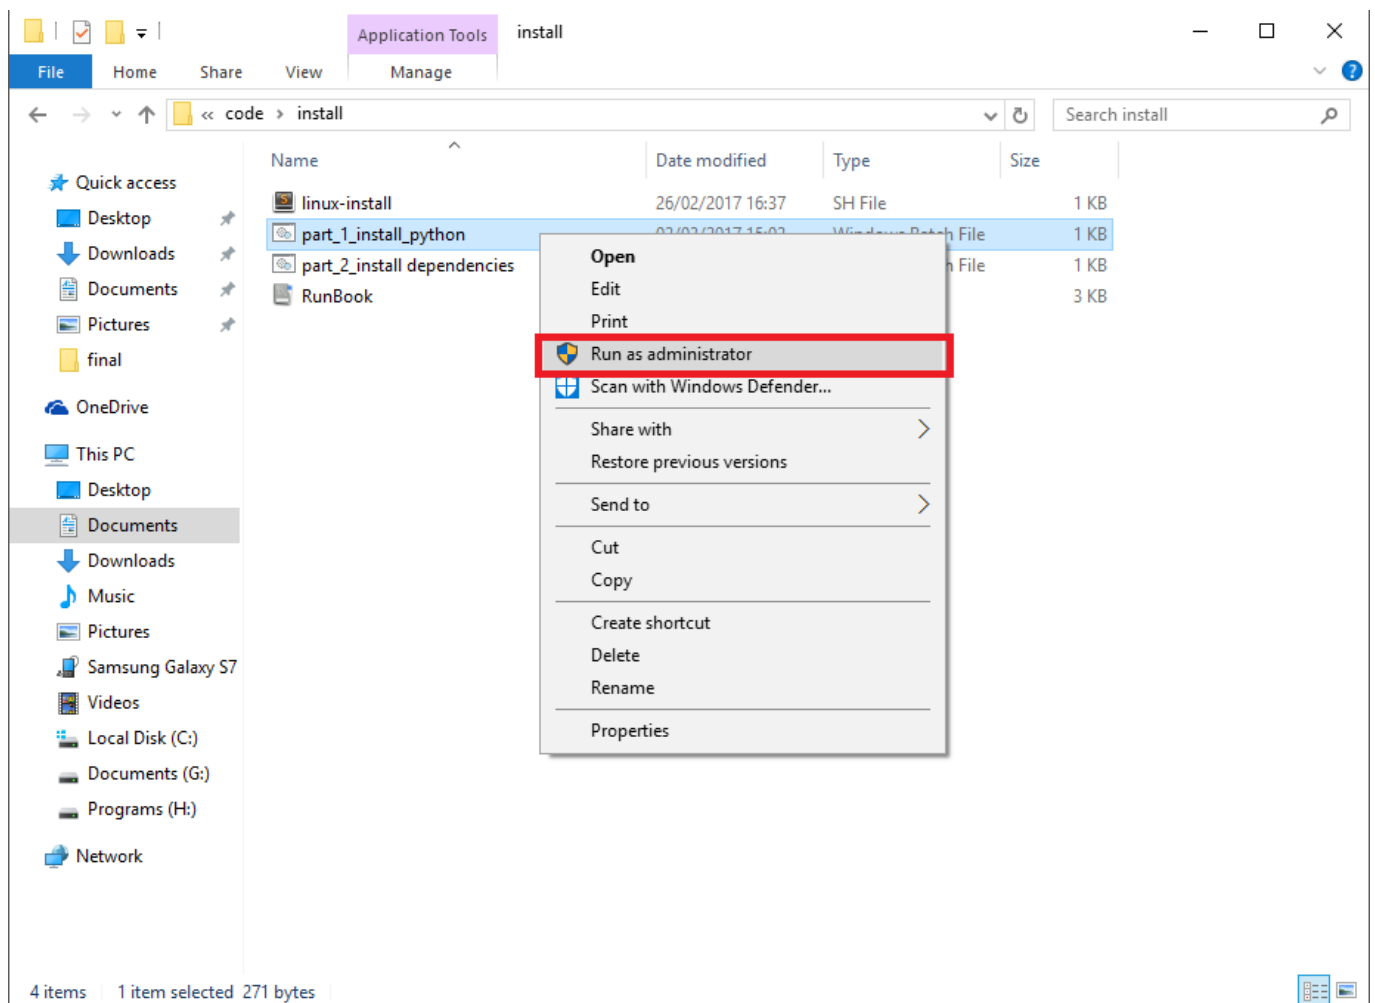 Application Tools install
File Home Share View Manage
« code > install
Search install
Name Date modified Type Size
linux-install 26/02/2017 16:37 SH File 1 KB
part_1_install_python 1 KB
part_2_install dependencies File 1 KB
RunBook 3 KB
Quick access
Desktop
Downloads
Documents
Pictures
final
OneDrive
This PC
Desktop
Documents
Downloads
Music
Pictures
Samsung Galaxy S7
Videos
Local Disk (C:)
Documents (G:)
Programs (H:)
Network
Open
Edit
Print
Run as administrator
Scan with Windows Defender...
Share with
Restore previous versions
Send to
Cut
Copy
Create shortcut
Delete
Rename
Properties
4 items 1 item selected 271 bytes